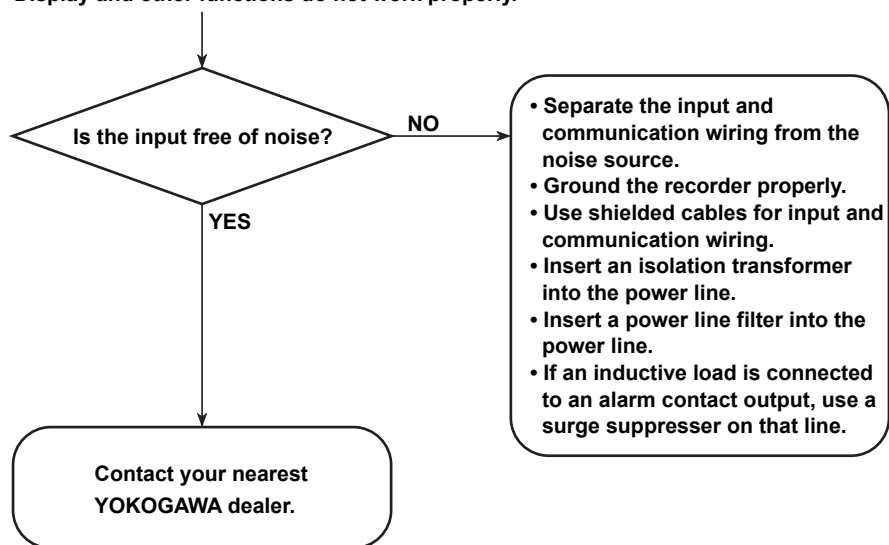 Display and other functions do not work properly.
Is the input free of noise?
NO
YES
• Separate the input and
communication wiring from the
noise source.
• Ground the recorder properly.
• Use shielded cables for input and
communication wiring.
• Insert an isolation transformer
into the power line.
• Insert a power line filter into the
power line.
• If an inductive load is connected
to an alarm contact output, use a
surge suppresser on that line.
Contact your nearest
YOKOGAWA dealer.